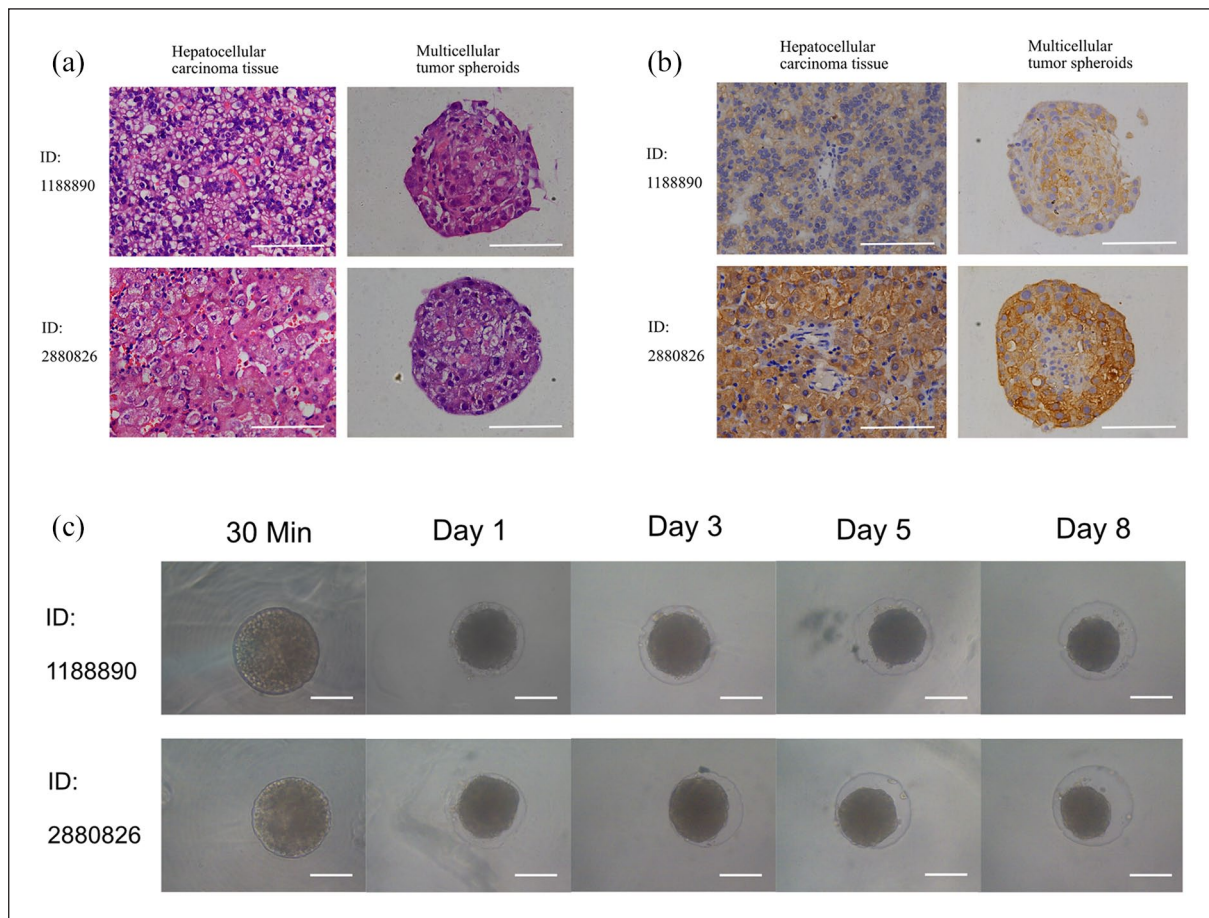 (a)
Hepatocellular
carcinoma tissue
Multicellular
tumor spheroids
ID:
1188890
ID:
2880826
(b)
Hepatocellular
carcinoma tissue
Multicellular
tumor spheroids
ID:
1188890
ID:
2880826
(c)
30 Min
Day 1
Day 3
Day 5
Day 8
ID:
1188890
ID:
2880826